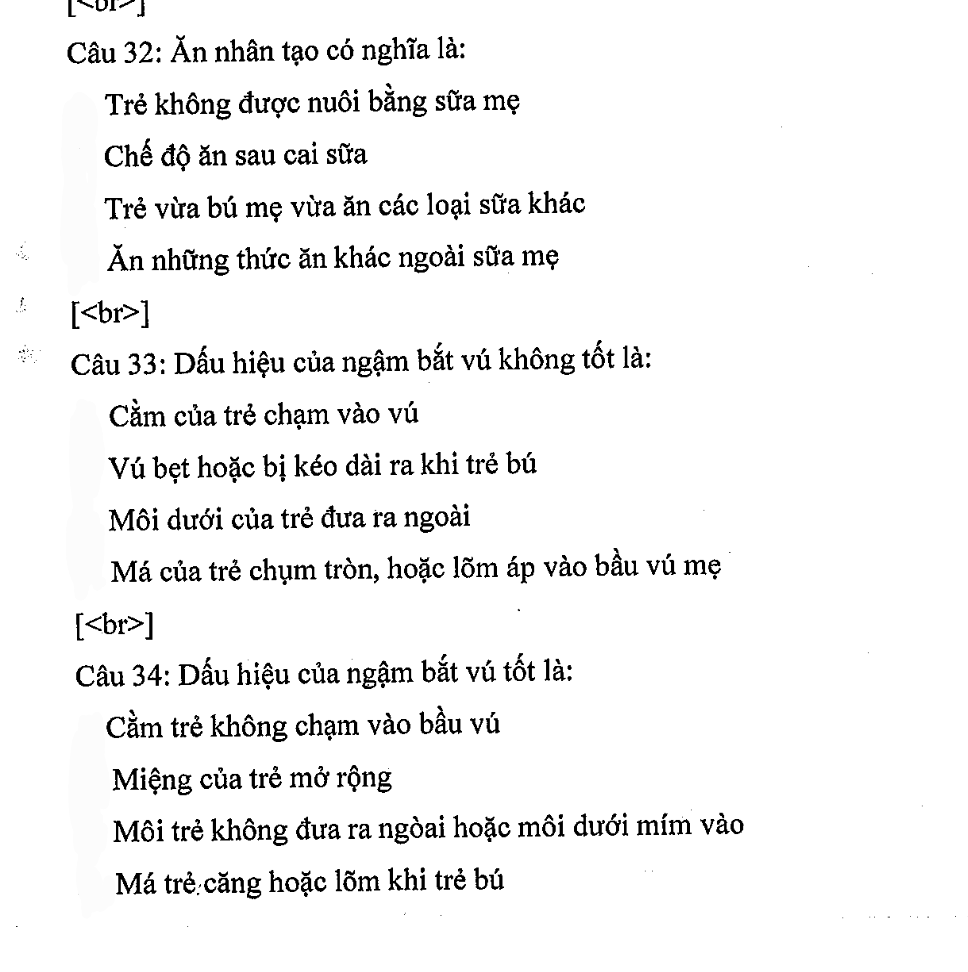 [<br>]
Câu 32: Ăn nhân tạo có nghĩa là:
Trẻ không được nuôi bằng sữa mẹ
Chế độ ăn sau cai sữa
Trẻ vừa bú mẹ vừa ăn các loại sữa khác
Ăn những thức ăn khác ngoài sữa mẹ
[<br>]
Câu 33: Dấu hiệu của ngậm bắt vú không tốt là:
Cằm của trẻ chạm vào vú
Vú bẹt hoặc bị kéo dài ra khi trẻ bú
Môi dưới của trẻ đưa ra ngoài
Má của trẻ chụm tròn, hoặc lõm áp vào bầu vú mẹ
[<br>]
Câu 34: Dấu hiệu của ngậm bắt vú tốt là:
Cằm trẻ không chạm vào bầu vú
Miệng của trẻ mở rộng
Môi trẻ không đưa ra ngòai hoặc môi dưới mím vào
Má trẻ căng hoặc lõm khi trẻ bú